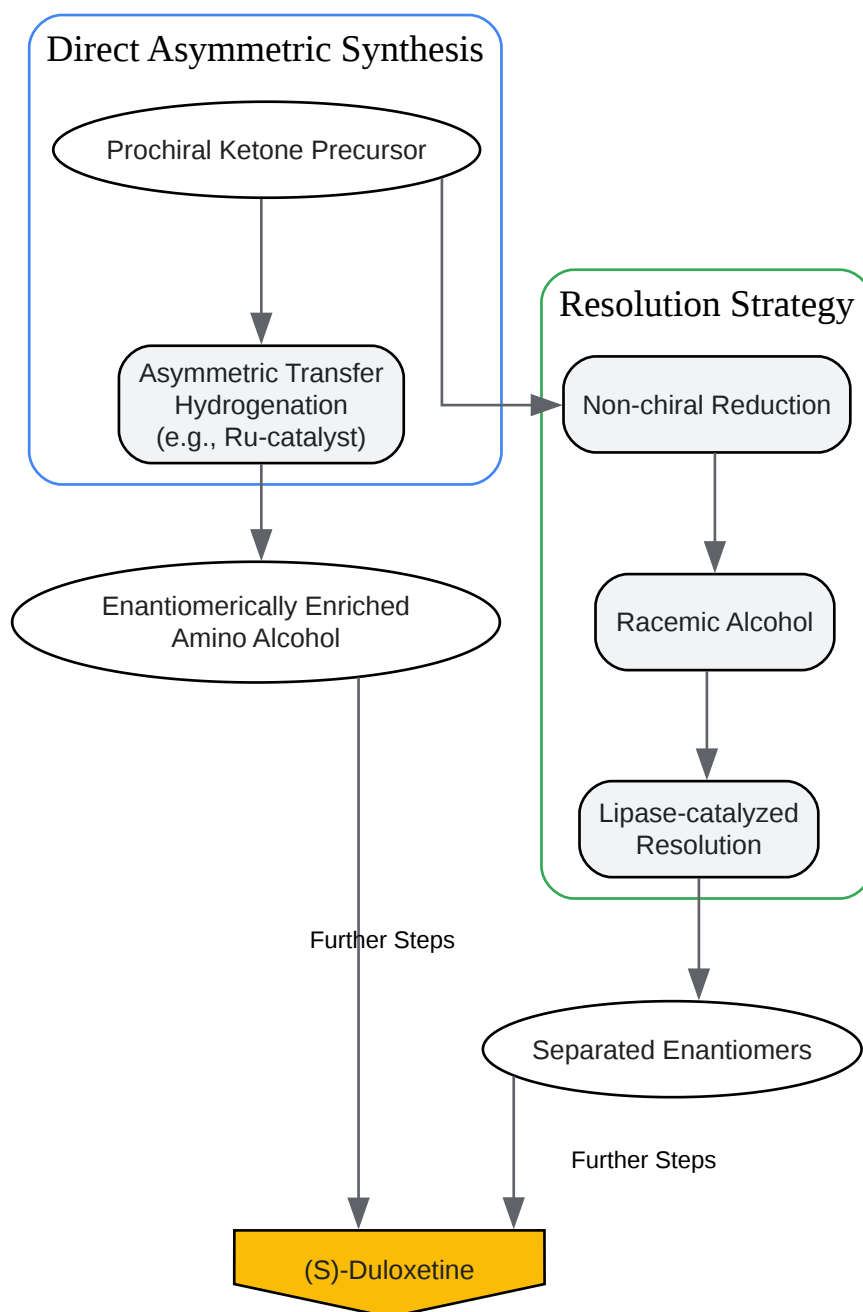 Direct Asymmetric Synthesis
Prochiral Ketone Precursor
Resolution Strategy
Asymmetric Transfer
Hydrogenation
(e.g., Ru-catalyst)
Non-chiral Reduction
Enantiomerically Enriched
Amino Alcohol
Racemic Alcohol
Lipase-catalyzed
Resolution
Further Steps
Separated Enantiomers
Further Steps
(S)-Duloxetine